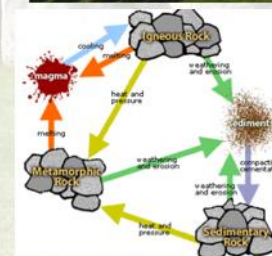 Igneous Rock
cooling
melting
magma
weathering
and erosion
heat and
pressure
sediments
melting
compaction
weathering
and erosion
Metamorphic
Rock
weathering
and erosion
heat and
pressure
Sedimentary
Rock